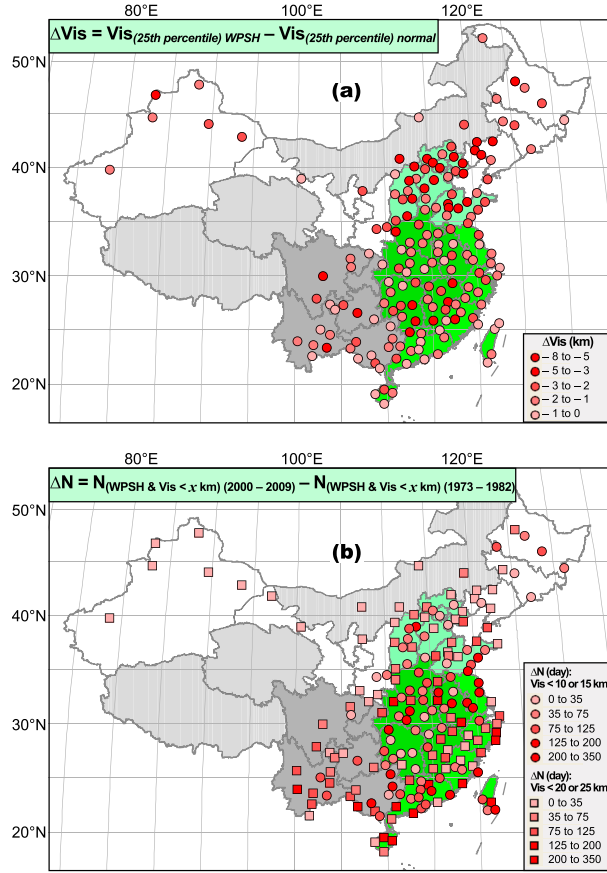 80°E 100°E 120°E
ΔVis = Vis(25th percentile) WPSH – Vis(25th percentile) normal
50°N
(a)
40°N
30°N
20°N
ΔVis (km)
– 8 to – 5
– 5 to – 3
– 3 to – 2
– 2 to – 1
– 1 to 0
80°E 100°E 120°E
ΔN = N(WPSH & Vis < x km) (2000 – 2009) – N(WPSH & Vis < x km) (1973 – 1982)
50°N
(b)
40°N
30°N
20°N
ΔN (day):
Vis < 10 or 15 km
0 to 35
35 to 75
75 to 125
125 to 200
200 to 350
ΔN (day):
Vis < 20 or 25 km
0 to 35
35 to 75
75 to 125
125 to 200
200 to 350